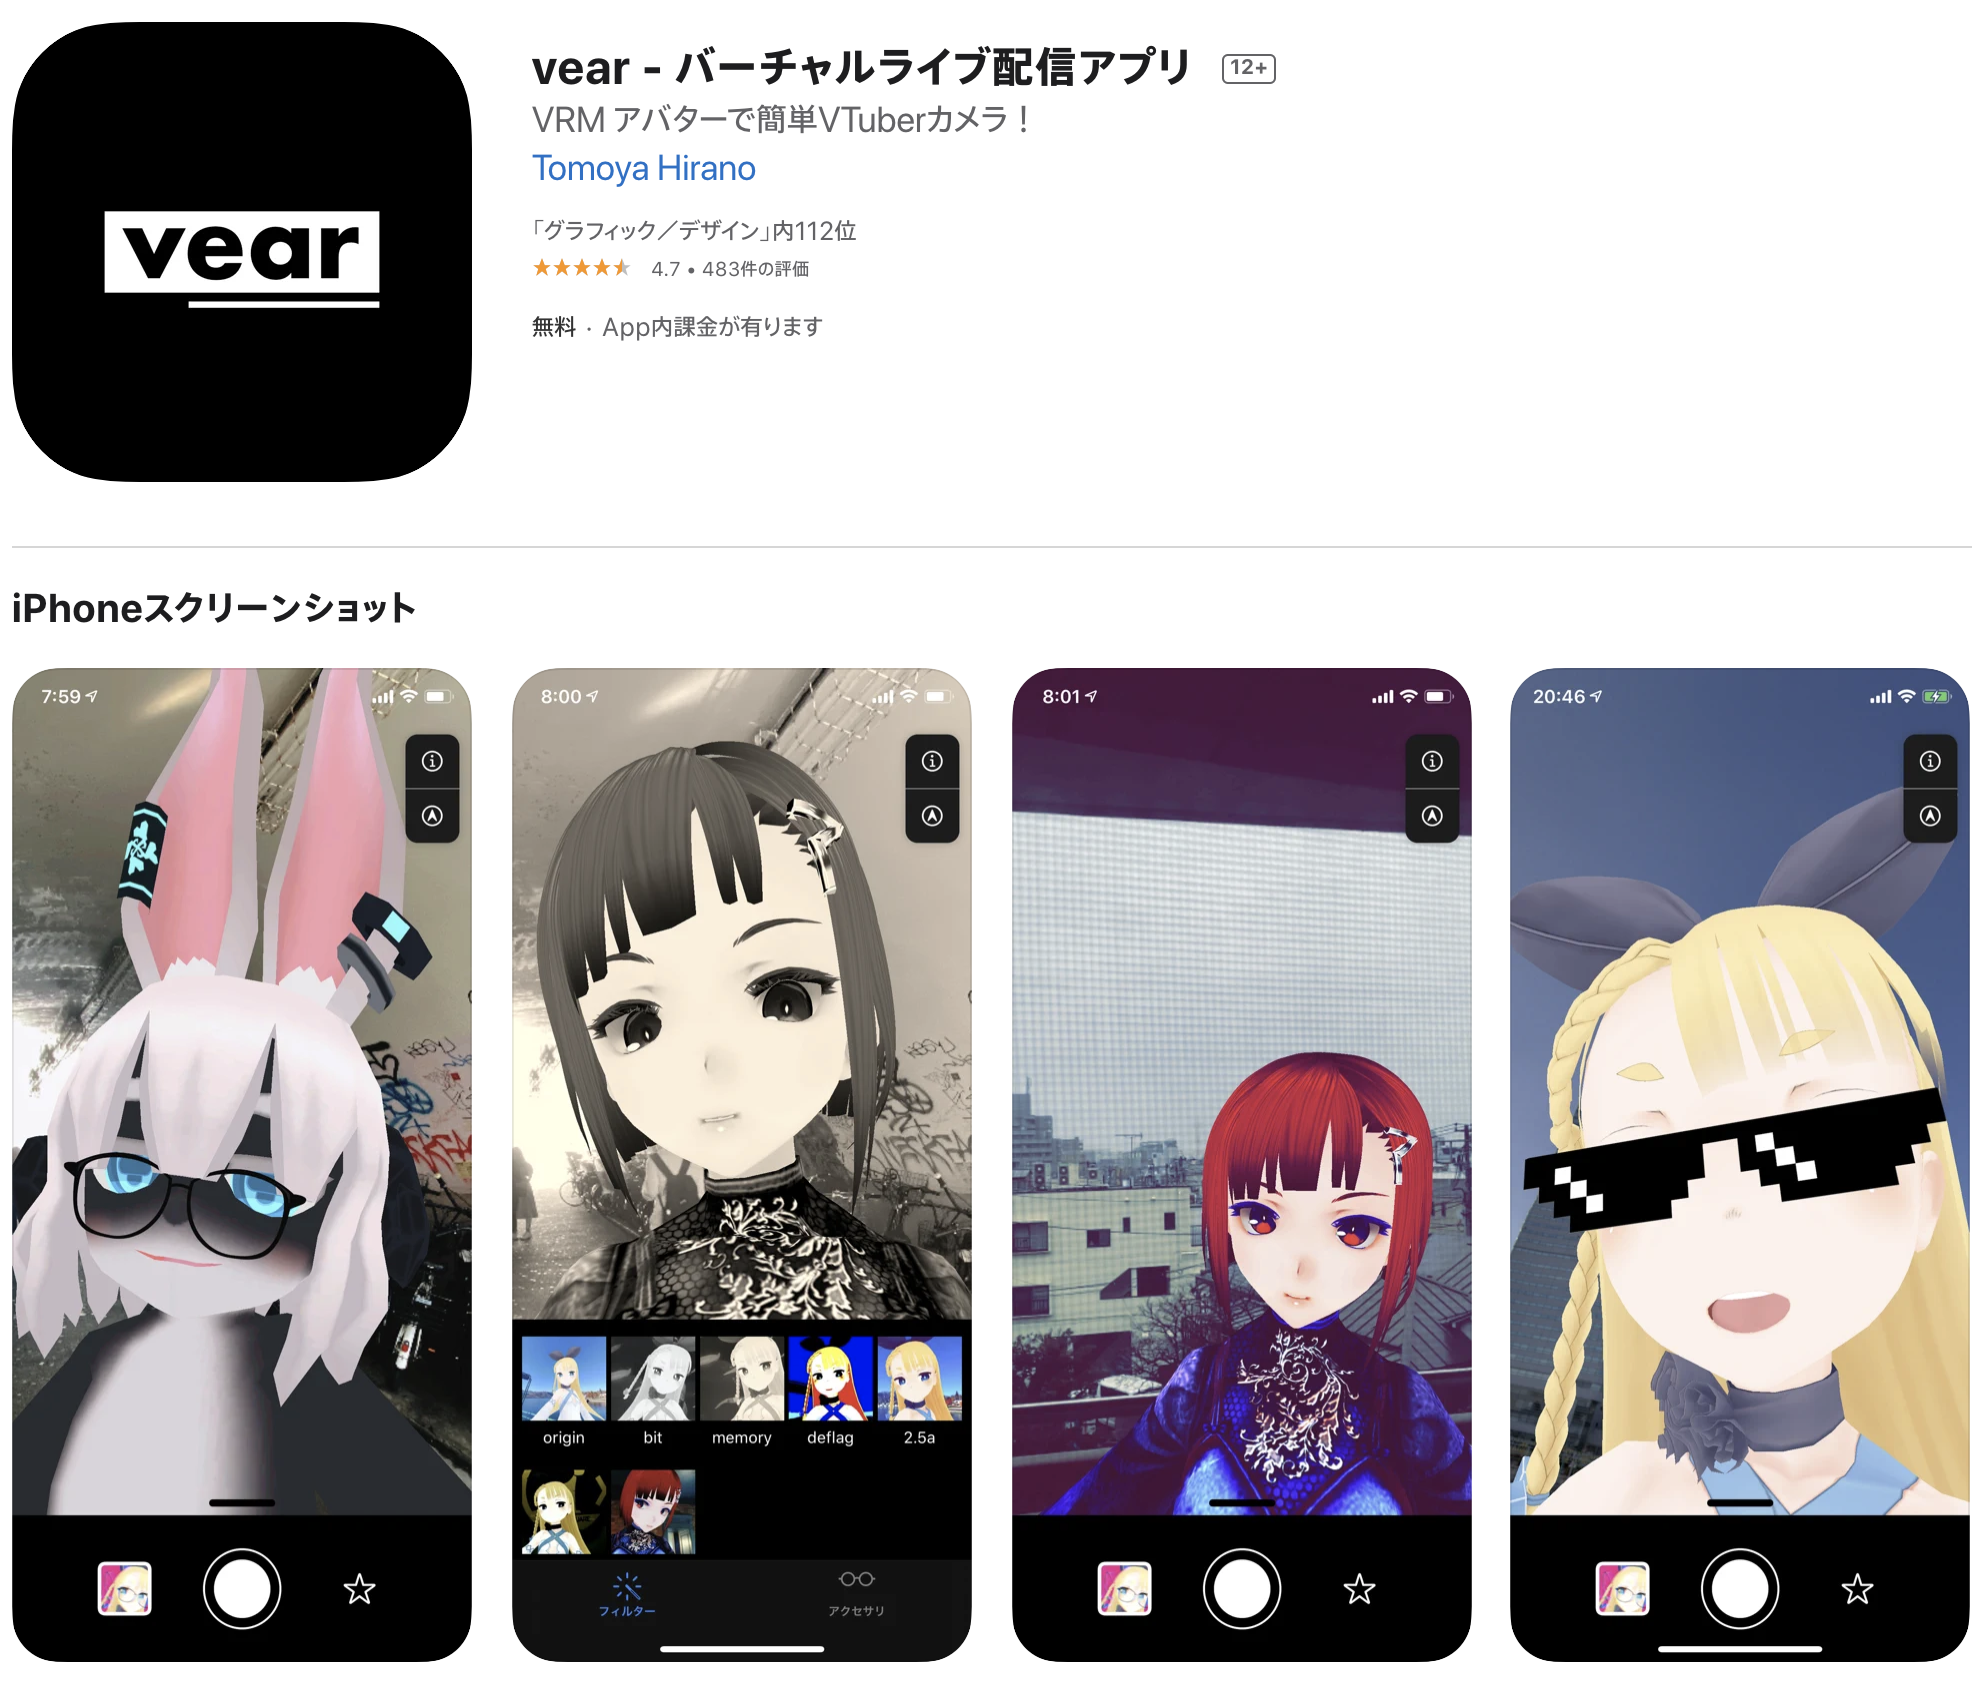 vear
vear - バーチャルライブ配信アプリ 12+
VRM アバターで簡単VTuberカメラ！
Tomoya Hirano
「グラフィック／デザイン」内112位
4.7 • 483件の評価
無料 · App内課金が有ります
iPhoneスクリーンショット
7:59
8:00
8:01
20:46
origin bit memory deflag 2.5a
フィルター アクセサリ